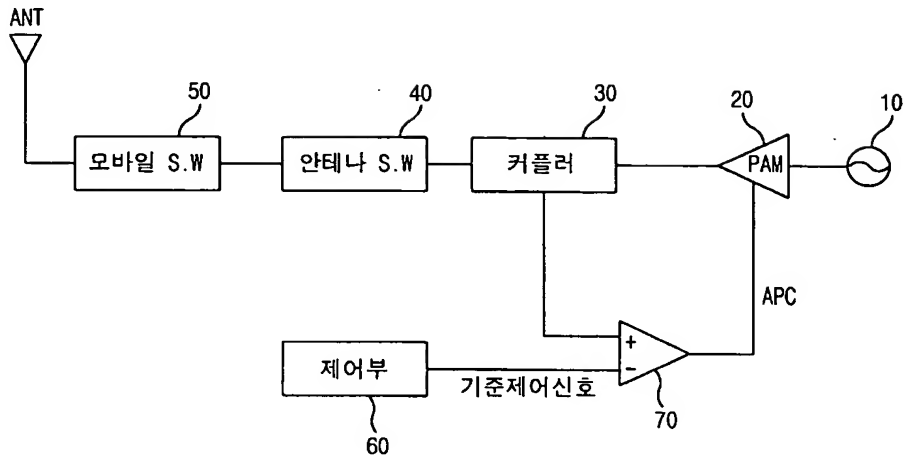 ANT
50
40
30
20
10
모바일 S.W
안테나 S.W
커플러
PAM
APC
+
제어부
-
기준제어신호
70
60